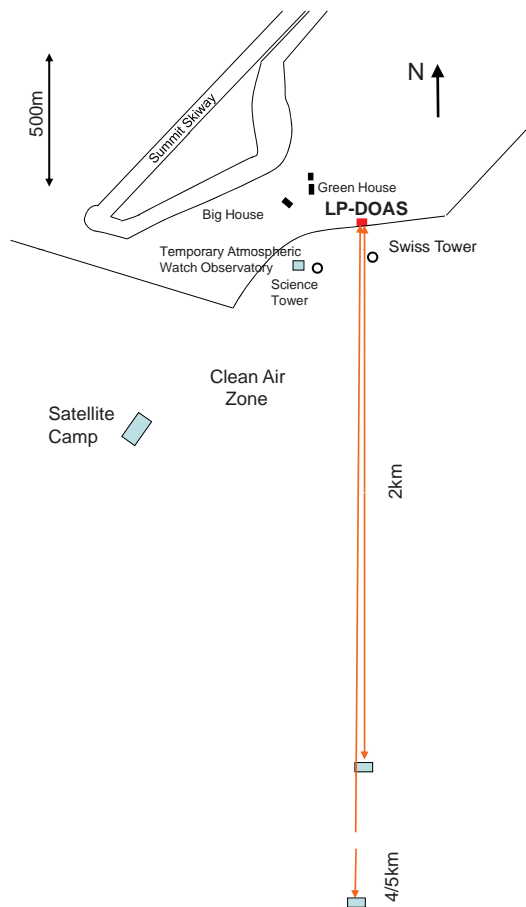 N
500m
Summit Skiway
Green House
LP-DOAS
Big House
Swiss Tower
Temporary Atmospheric
Watch Observatory
Science
Tower
Clean Air
Zone
Satellite
Camp
2km
4/5km